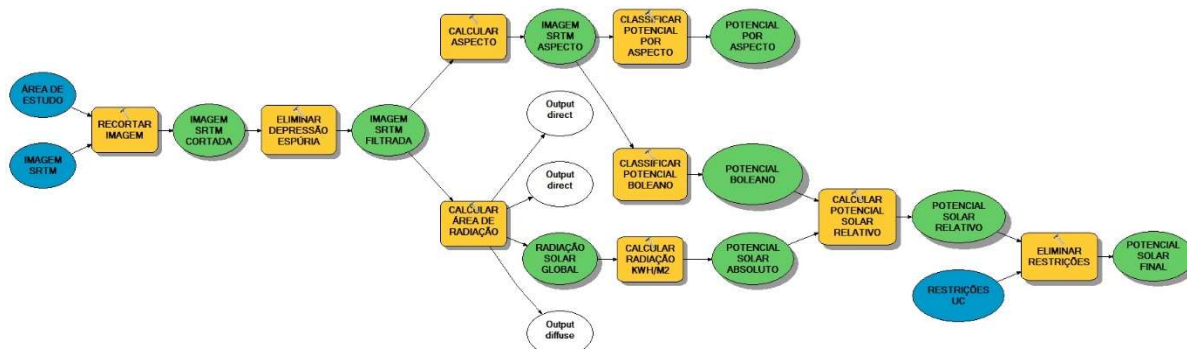 ÁREA DE
ESTUDO
IMAGEM
SRTM
RECORTAR
IMAGEM
IMAGEM
SRTM
CORTADA
ELIMINAR
DEPRESSÃO
ESPÚRIA
IMAGEM
SRTM
FILTRADA
CALCULAR
ASPECTO
IMAGEM
SRTM
ASPECTO
CLASSIFICAR
POTENCIAL
POR
ASPECTO
POTENCIAL
POR
ASPECTO
Output
direct
Output
direct
CLASSIFICAR
POTENCIAL
BOLEANO
POTENCIAL
BOLEANO
CALCULAR
ÁREA DE
RADIAÇÃO
RADIAÇÃO
SOLAR
GLOBAL
CALCULAR
RADIAÇÃO
KWH/M2
POTENCIAL
SOLAR
ABSOLUTO
Output
diffuse
CALCULAR
POTENCIAL
SOLAR
RELATIVO
POTENCIAL
SOLAR
RELATIVO
RESTRIÇÕES
UC
ELIMINAR
RESTRIÇÕES
POTENCIAL
SOLAR
FINAL